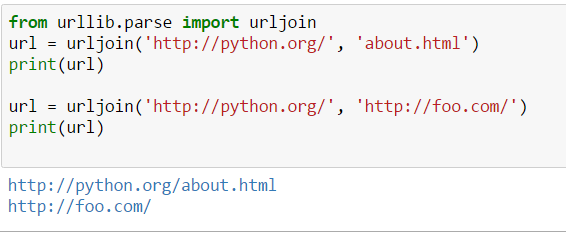 from urllib.parse import urljoin
url = urljoin('http://python.org/', 'about.html')
print(url)
url = urljoin('http://python.org/', 'http://foo.com/')
print(url)
http://python.org/about.html
http://foo.com/